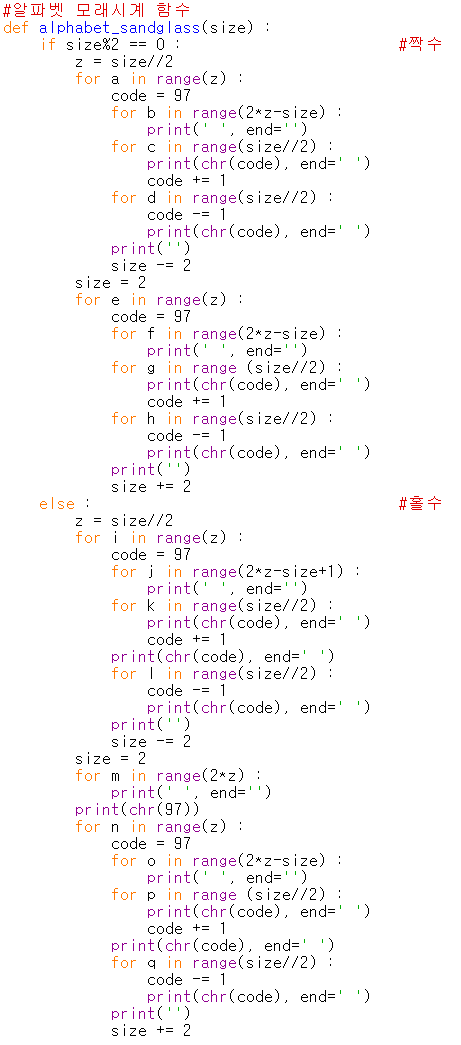 #알파벳 모래시계 함수
def alphabet_sandglass(size) :
    if size%2 == 0 :                        #짝수
        z = size//2
        for a in range(z) :
            code = 97
            for b in range(2*z-size) :
                print(' ', end='')
            for c in range(size//2) :
                print(chr(code), end=' ')
                code += 1
            for d in range(size//2) :
                code -= 1
                print(chr(code), end=' ')
            print('')
            size -= 2
        size = 2
        for e in range(z) :
            code = 97
            for f in range(2*z-size) :
                print(' ', end='')
            for g in range (size//2) :
                print(chr(code), end=' ')
                code += 1
            for h in range(size//2) :
                code -= 1
                print(chr(code), end=' ')
            print('')
            size += 2
    else :                                  #홀수
        z = size//2
        for i in range(z) :
            code = 97
            for j in range(2*z-size+1) :
                print(' ', end='')
            for k in range(size//2) :
                print(chr(code), end=' ')
                code += 1
            print(chr(code), end=' ')
            for l in range(size//2) :
                code -= 1
                print(chr(code), end=' ')
            print('')
            size -= 2
        size = 2
        for m in range(2*z) :
            print(' ', end='')
        print(chr(97))
        for n in range(z) :
            code = 97
            for o in range(2*z-size) :
                print(' ', end='')
            for p in range (size//2) :
                print(chr(code), end=' ')
                code += 1
            print(chr(code), end=' ')
            for q in range(size//2) :
                code -= 1
                print(chr(code), end=' ')
            print('')
            size += 2